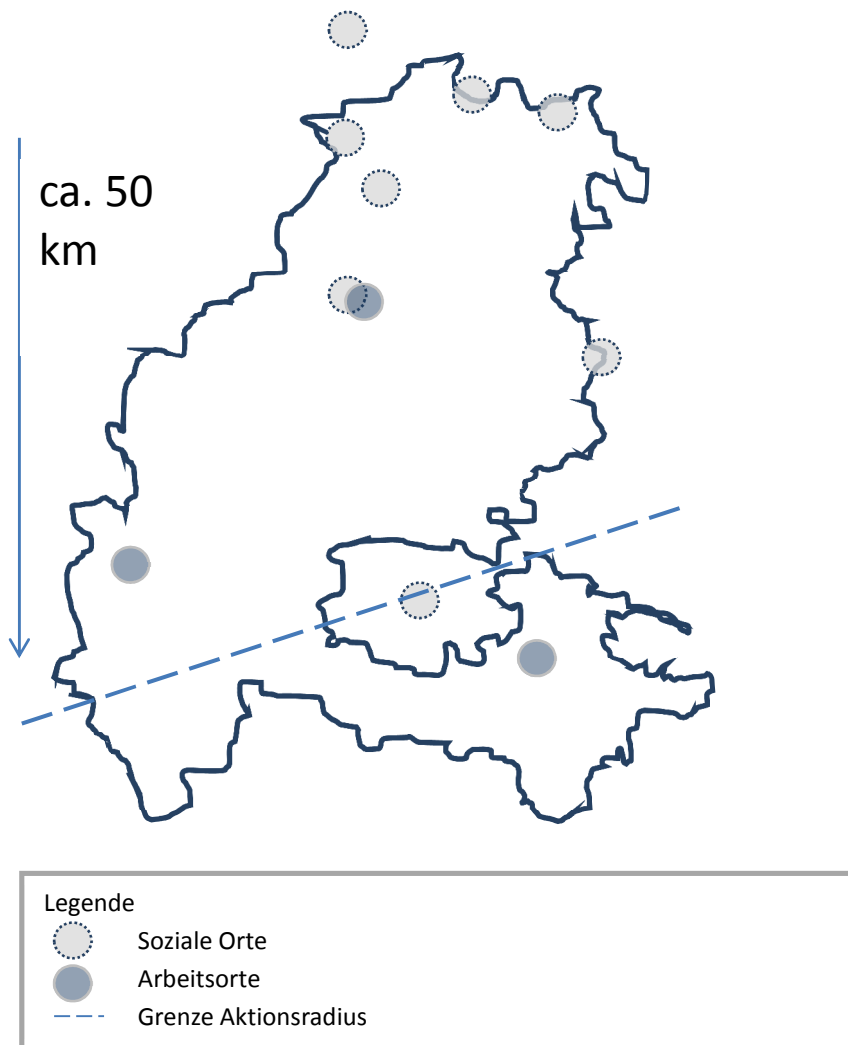 ca. 50
km
Legende
Soziale Orte
Arbeitsorte
Grenze Aktionsradius